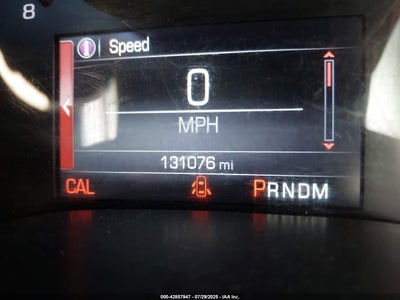 8
i Speed
0
MPH
131076 mi
CAL PRNDM
000-42857947 - 07/29/2025 - IAA Inc.